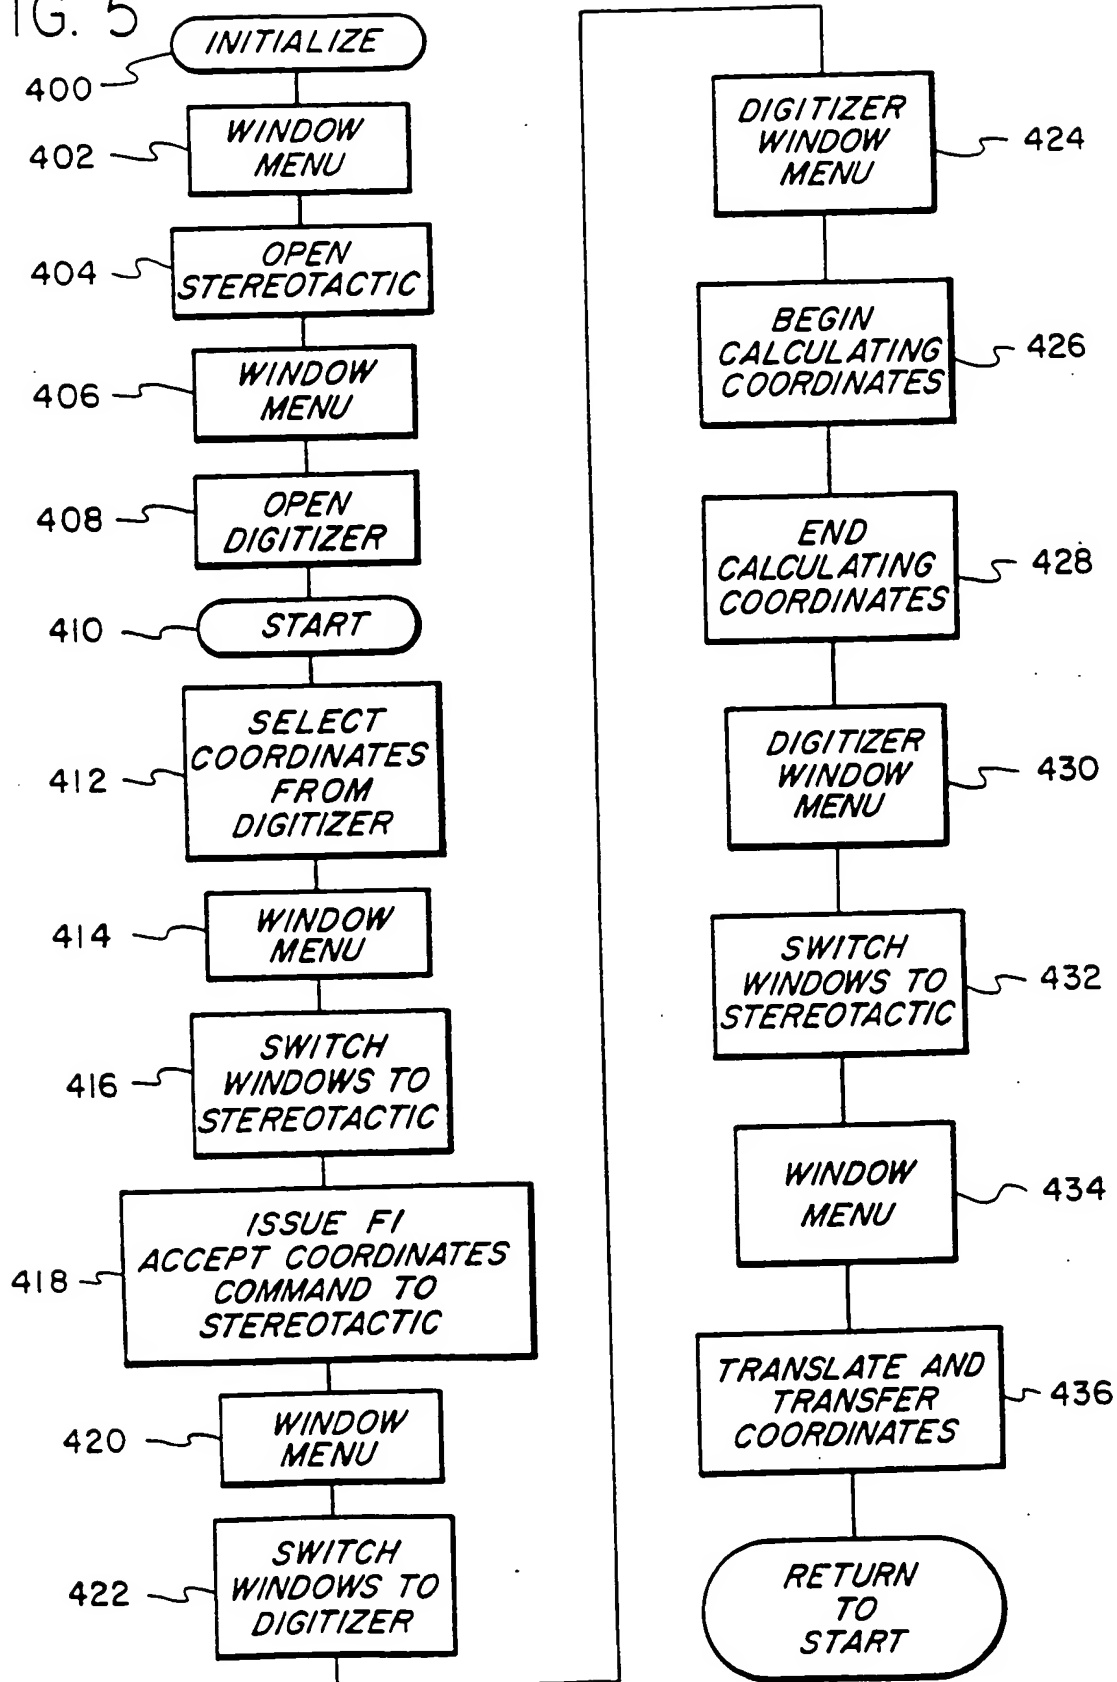 IG. 5
INITIALIZE
400
WINDOW
MENU
402
OPEN
STEREOTACTIC
404
WINDOW
MENU
406
OPEN
DIGITIZER
408
START
410
SELECT
COORDINATES
FROM
DIGITIZER
412
WINDOW
MENU
414
SWITCH
WINDOWS TO
STEREOTACTIC
416
ISSUE F1
ACCEPT COORDINATES
COMMAND TO
STEREOTACTIC
418
WINDOW
MENU
420
SWITCH
WINDOWS TO
DIGITIZER
422
DIGITIZER
WINDOW
MENU
424
BEGIN
CALCULATING
COORDINATES
426
END
CALCULATING
COORDINATES
428
DIGITIZER
WINDOW
MENU
430
SWITCH
WINDOWS TO
STEREOTACTIC
432
WINDOW
MENU
434
TRANSLATE AND
TRANSFER
COORDINATES
436
RETURN
TO
START